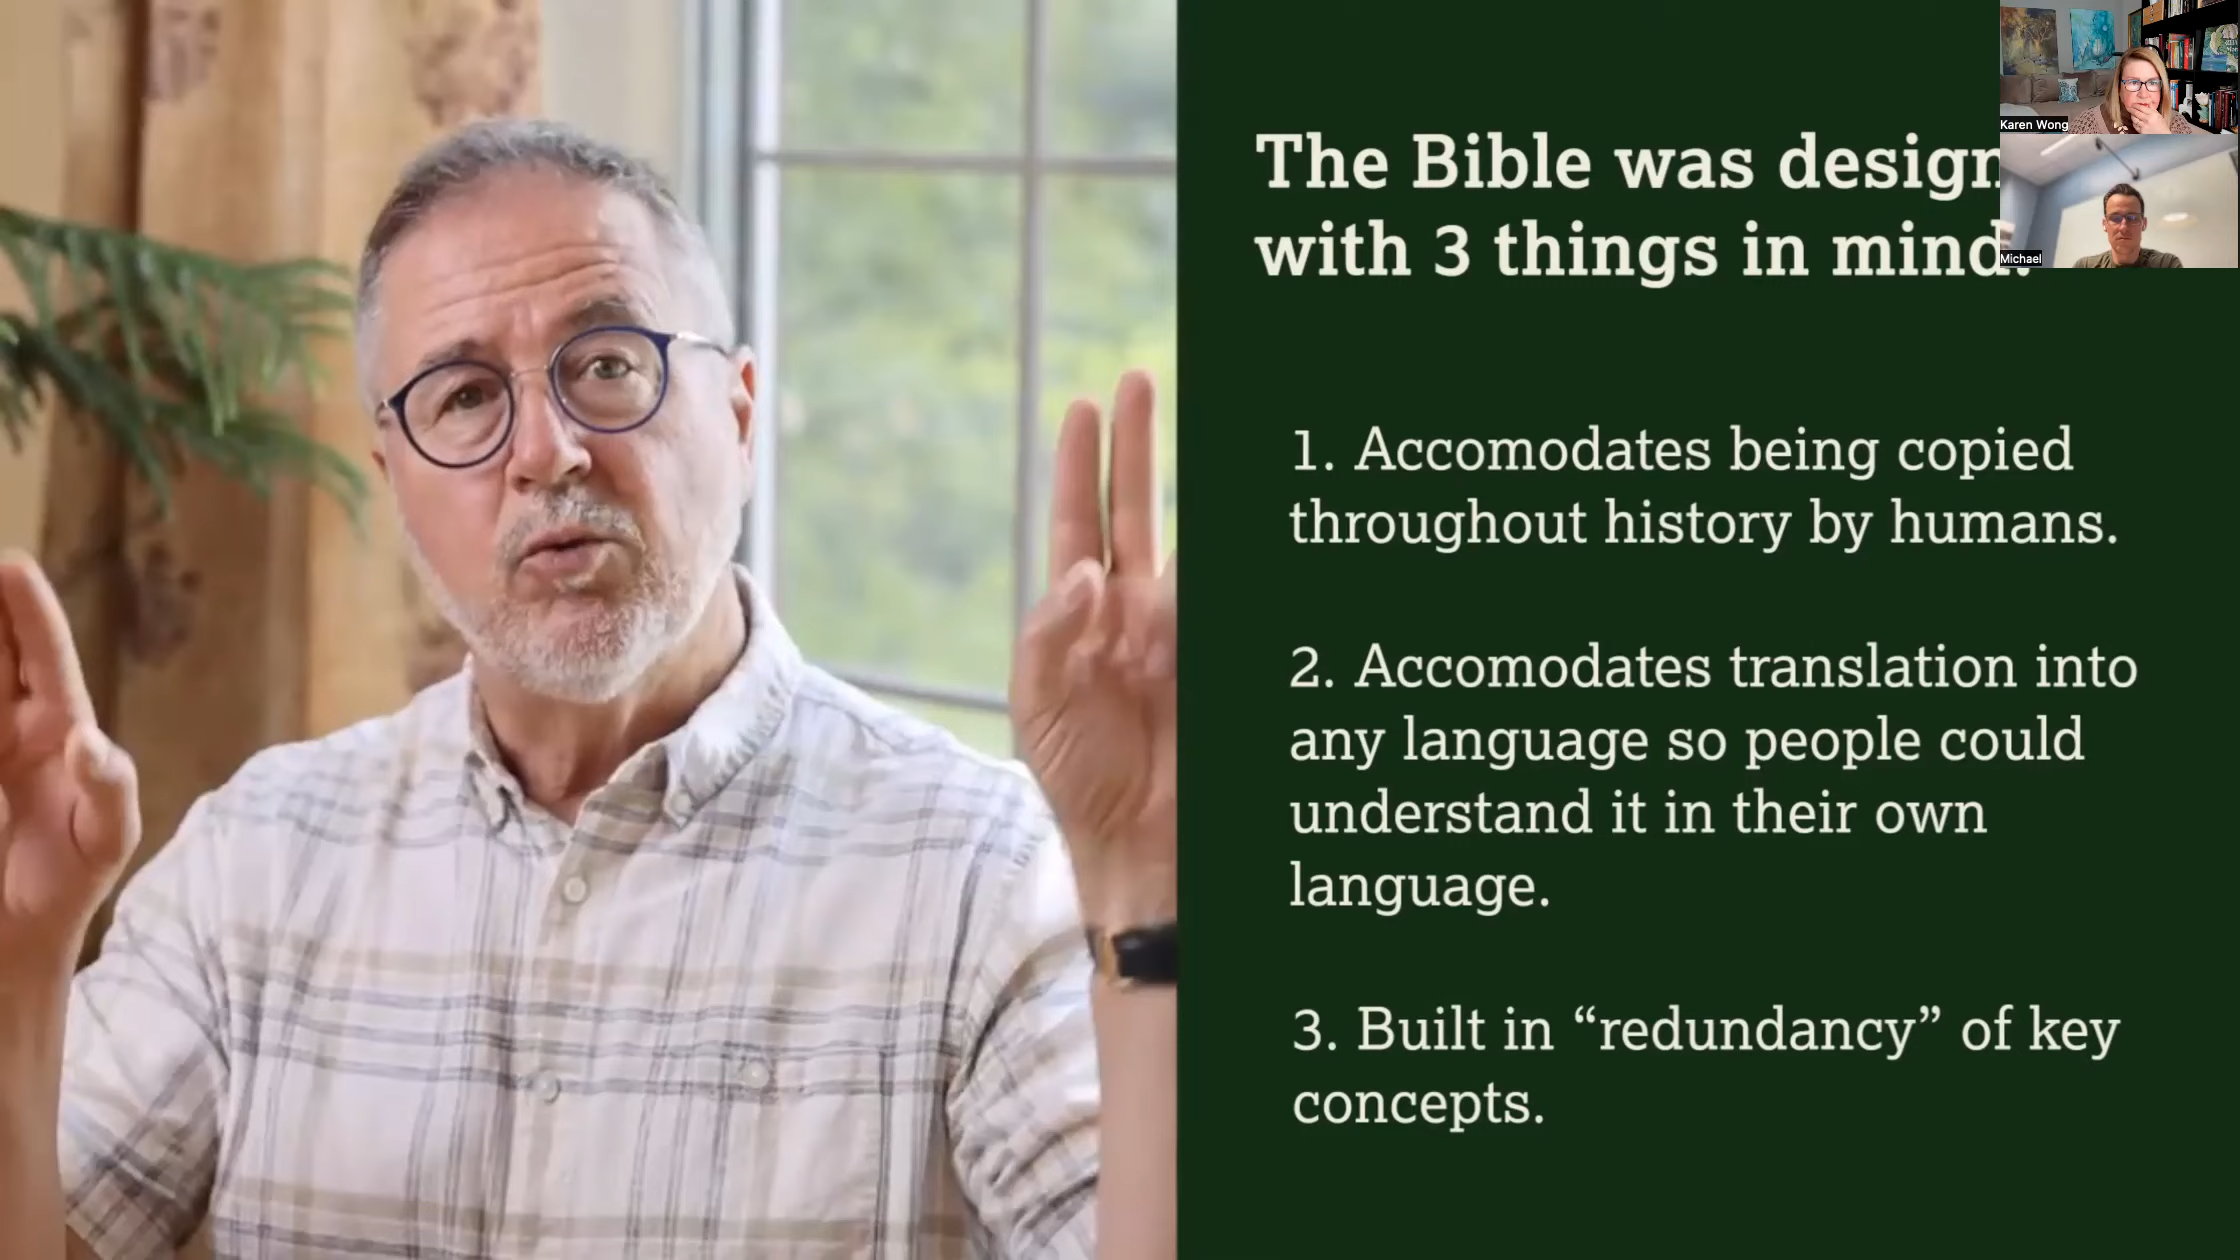 The Bible was design
with 3 things in mind.
1. Accomodates being copied
throughout history by humans.
2. Accomodates translation into
any language so people could
understand it in their own
language.
3. Built in “redundancy” of key
concepts.
Karen Wong
Michael